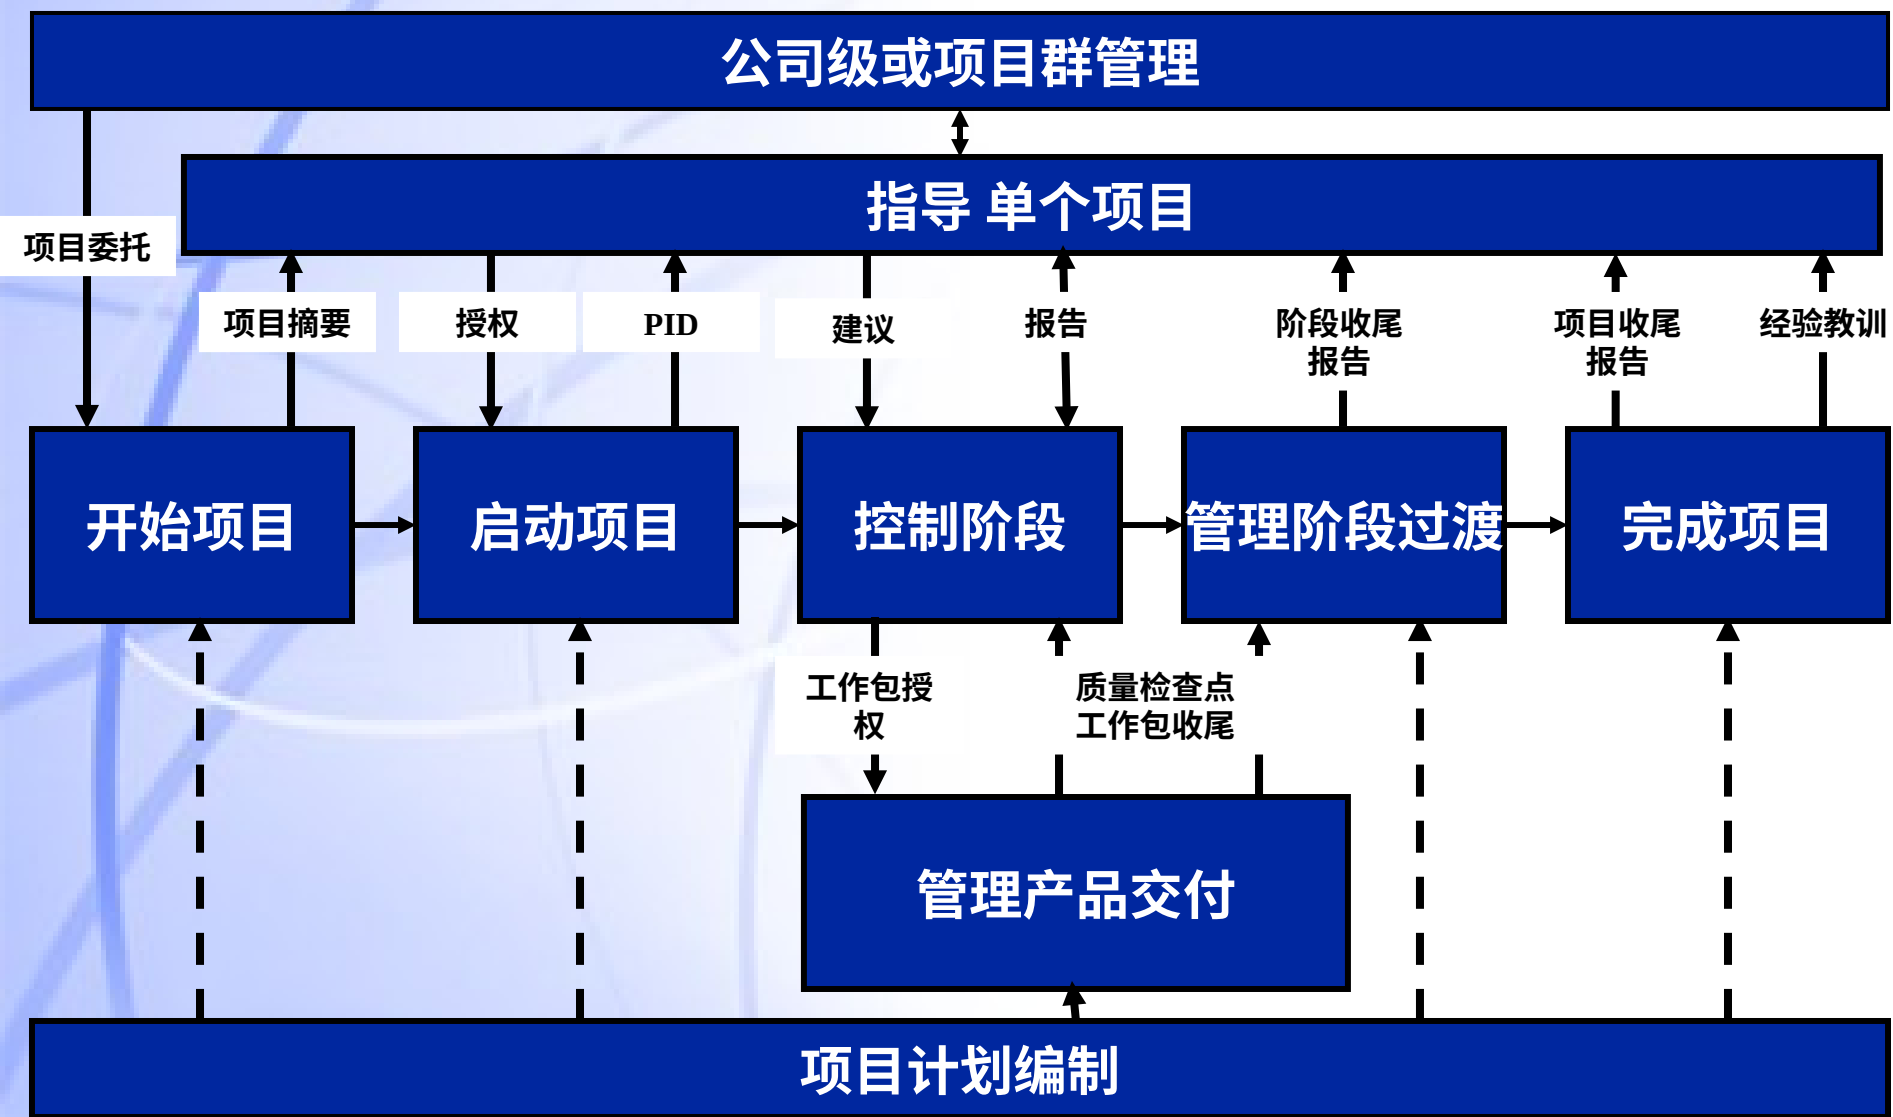 公司级或项目群管理
指导 单个项目
项目委托
项目摘要
授权
PID
建议
报告
阶段收尾
报告
项目收尾
报告
经验教训
开始项目
启动项目
控制阶段
管理阶段过渡
完成项目
工作包授
权
质量检查点
工作包收尾
管理产品交付
项目计划编制